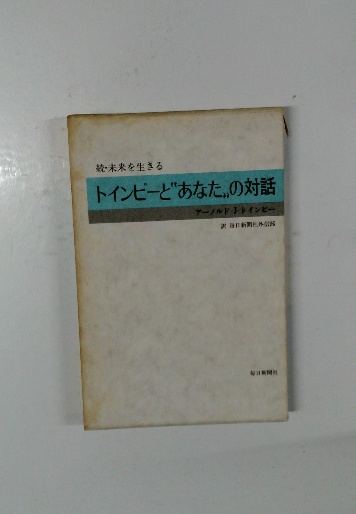 続・未来を生きる
トインビーと〝あなた〟の対話
アーノルド・J・トインビー
訳 毎日新聞社外信部
毎日新聞社